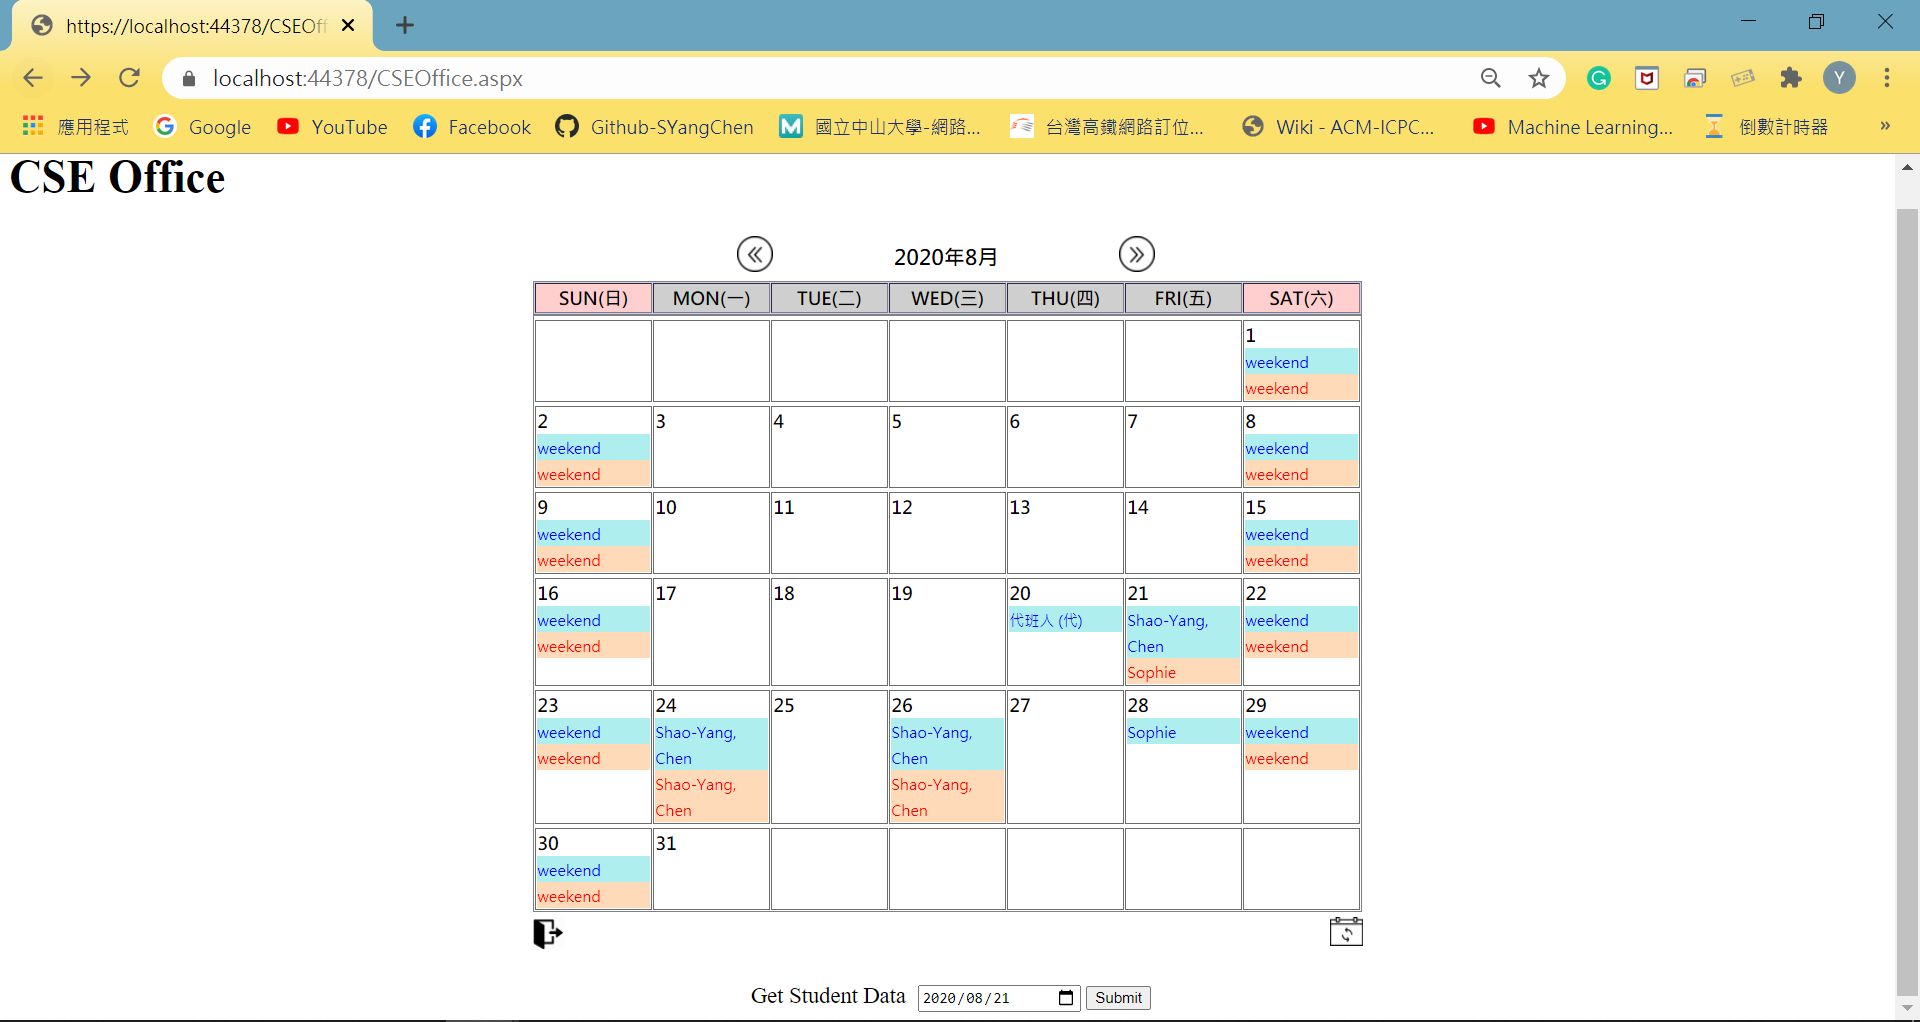 https://localhost:44378/CSEOff
localhost:44378/CSEOffice.aspx
Y
應用程式 Google YouTube Facebook Github-SYangChen 國立中山大學-網路... 台灣高鐵網路訂位... Wiki - ACM-ICPC... Machine Learning... 倒數計時器 »
CSE Office
2020年8月
SUN(日) MON(一) TUE(二) WED(三) THU(四) FRI(五) SAT(六)
1
weekend
weekend
2 3 4 5 6 7 8
weekend weekend
weekend weekend
9 10 11 12 13 14 15
weekend weekend
weekend weekend
16 17 18 19 20 21 22
weekend 代班人 (代) Shao-Yang, weekend
weekend Chen weekend
Sophie
23 24 25 26 27 28 29
weekend Shao-Yang, Shao-Yang, Sophie weekend
weekend Chen Chen weekend
Shao-Yang, Shao-Yang,
Chen Chen
30 31
weekend
weekend
Get Student Data 2020/08/21 Submit